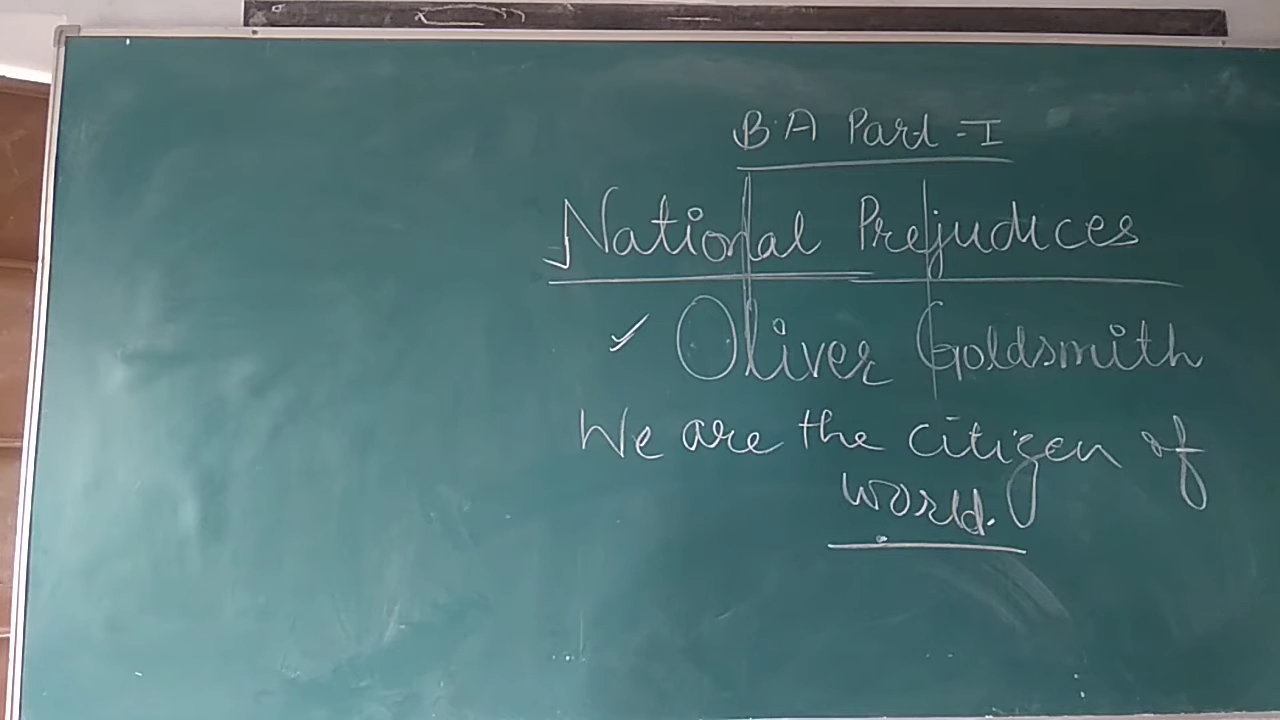 B.A Part-I
National Prejudices
Oliver Goldsmith
We are the citizen of
world.